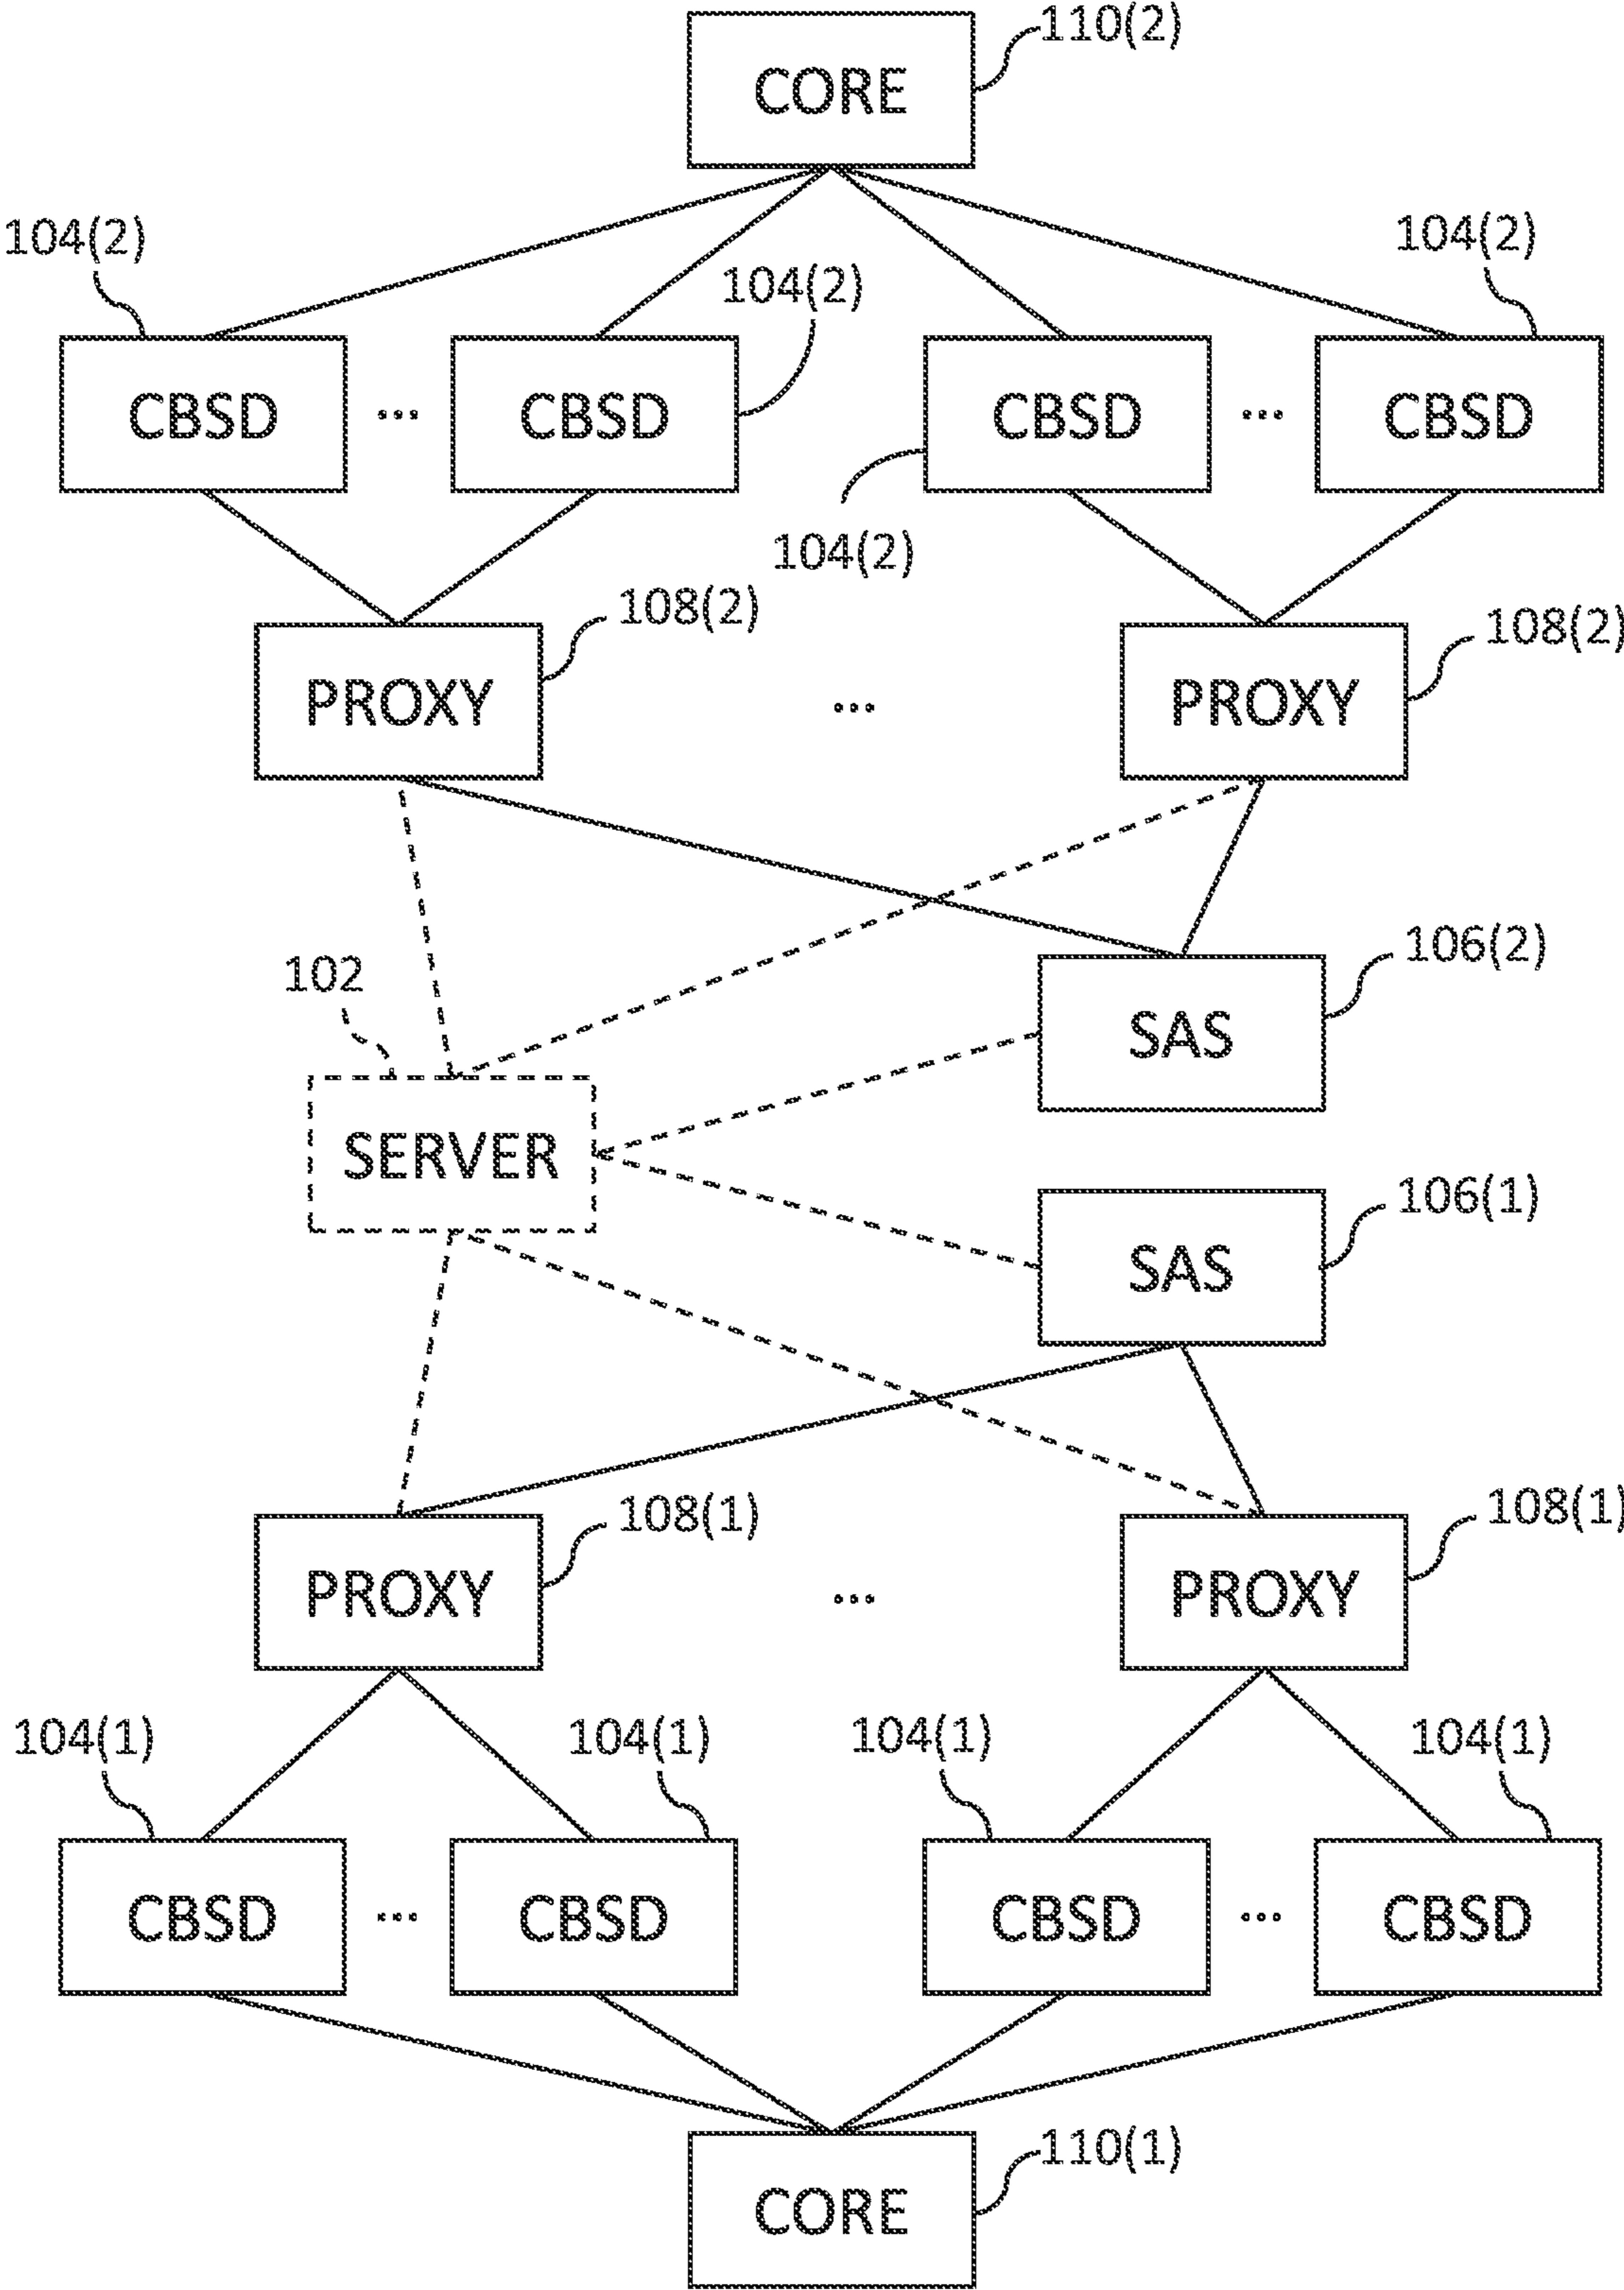 110(2)
CORE
104(2)
104(2)
104(2)
CBSD ... CBSD CBSD ... CBSD
104(2)
108(2)
108(2)
PROXY ... PROXY
106(2)
102
SAS
SERVER
106(1)
SAS
108(1)
108(1)
PROXY ... PROXY
104(1) 104(1) 104(1) 104(1)
CBSD ... CBSD CBSD ... CBSD
110(1)
CORE